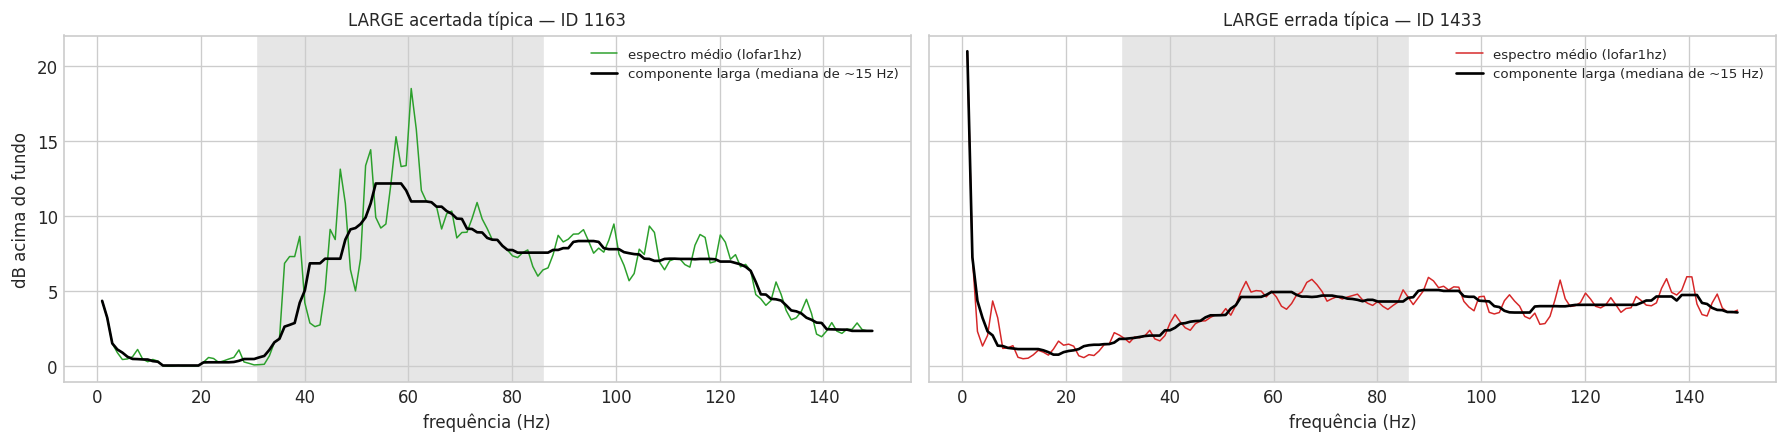 LARGE acertada típica — ID 1163
espectro médio (lofar1hz)
componente larga (mediana de ~15 Hz)
dB acima do fundo
20
15
10
5
0
0 20 40 60 80 100 120 140
frequência (Hz)
LARGE errada típica — ID 1433
espectro médio (lofar1hz)
componente larga (mediana de ~15 Hz)
0 20 40 60 80 100 120 140
frequência (Hz)